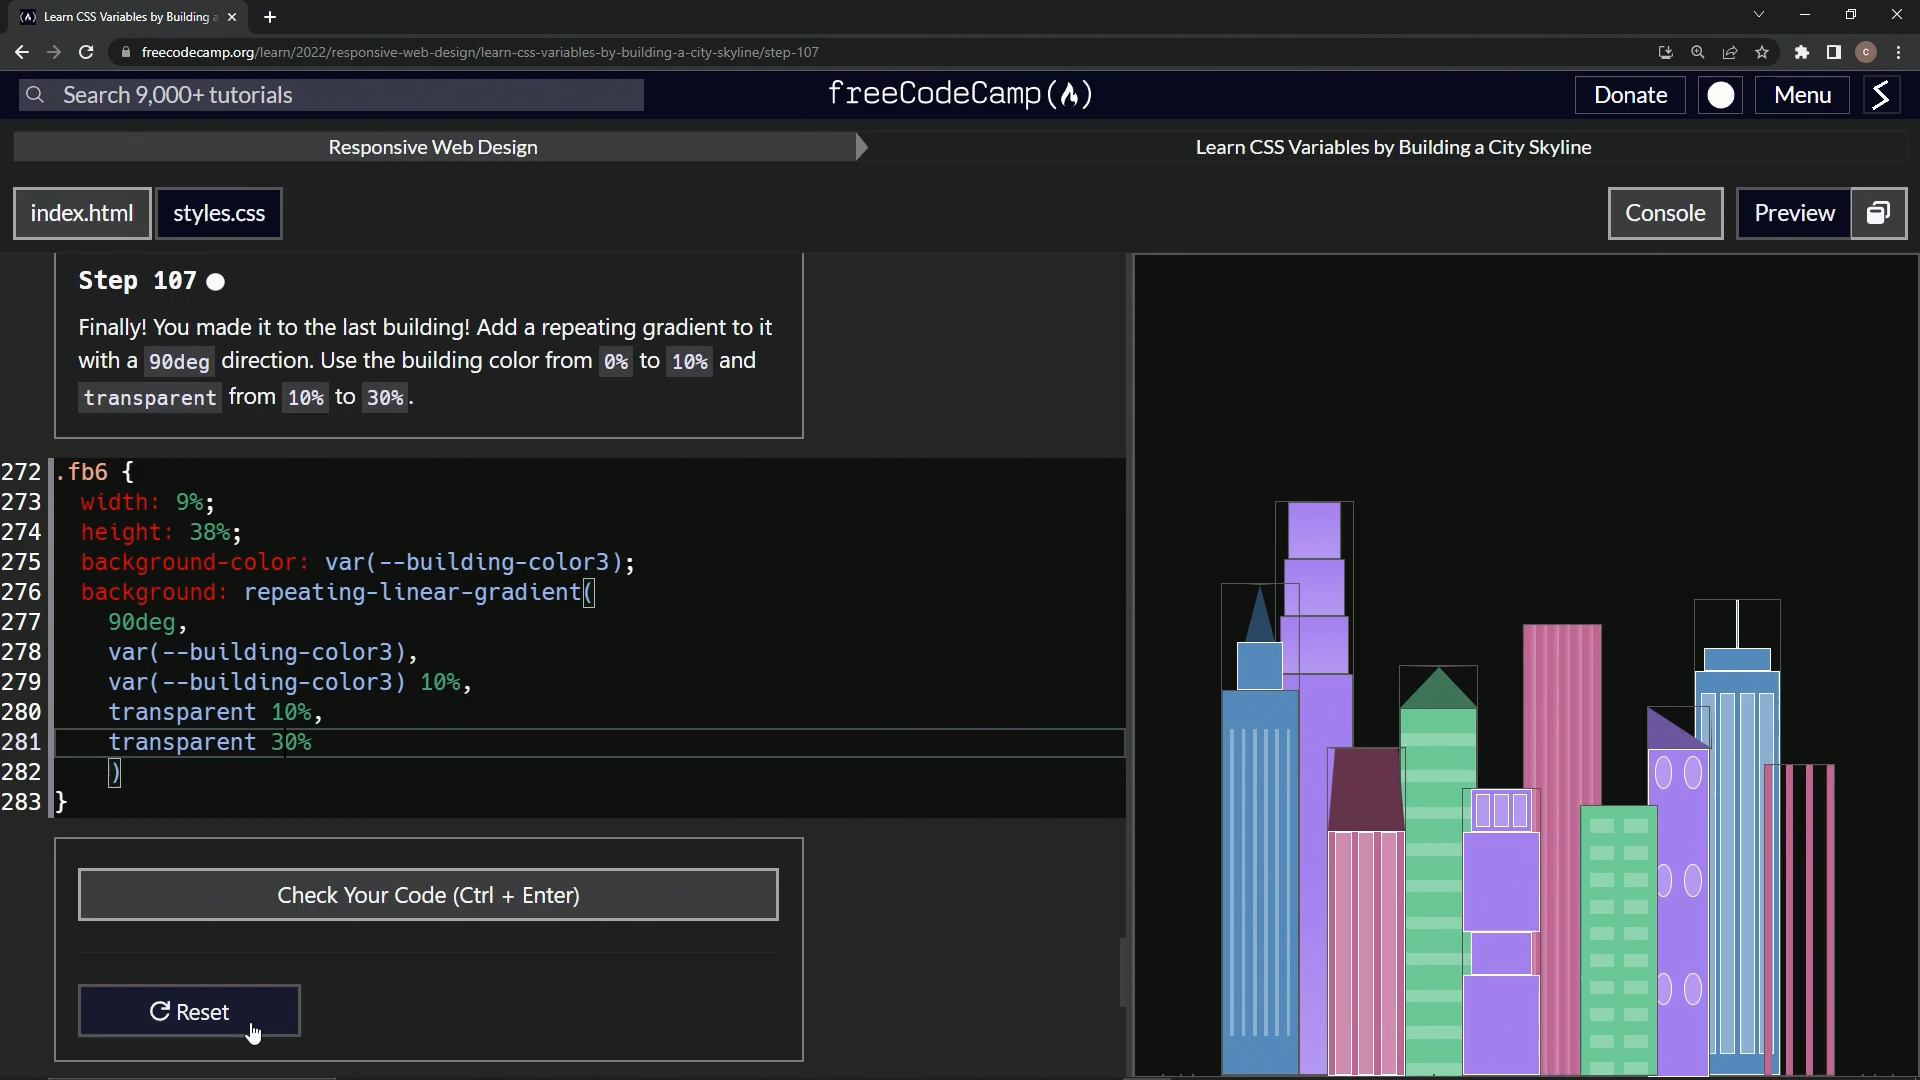 Learn CSS Variables by Building a
freecodecamp.org/learn/2022/responsive-web-design/learn-css-variables-by-building-a-city-skyline/step-107
C
Search 9,000+ tutorials
freeCodeCamp
Donate
Menu
Responsive Web Design
Learn CSS Variables by Building a City Skyline
index.html
styles.css
Console
Preview
Step 107
Finally! You made it to the last building! Add a repeating gradient to it
with a 90deg direction. Use the building color from 0% to 10% and
transparent from 10% to 30%.
272 .fb6 {
273 width: 9%;
274 height: 38%;
275 background-color: var(--building-color3);
276 background: repeating-linear-gradient(
277 90deg,
278 var(--building-color3),
279 var(--building-color3) 10%,
280 transparent 10%,
281 transparent 30%
282 )
283 }
Check Your Code (Ctrl + Enter)
Reset